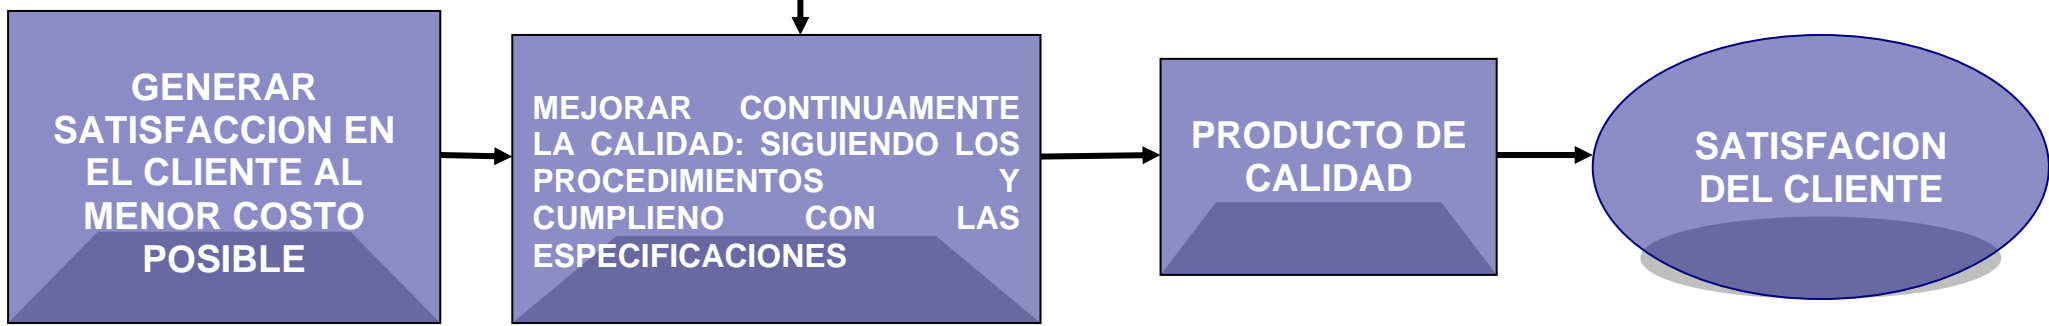 GENERAR
SATISFACCION EN
EL CLIENTE AL
MENOR COSTO
POSIBLE
MEJORAR CONTINUAMENTE
LA CALIDAD: SIGUIENDO LOS
PROCEDIMIENTOS Y
CUMPLIENO CON LAS
ESPECIFICACIONES
PRODUCTO DE
CALIDAD
SATISFACION
DEL CLIENTE